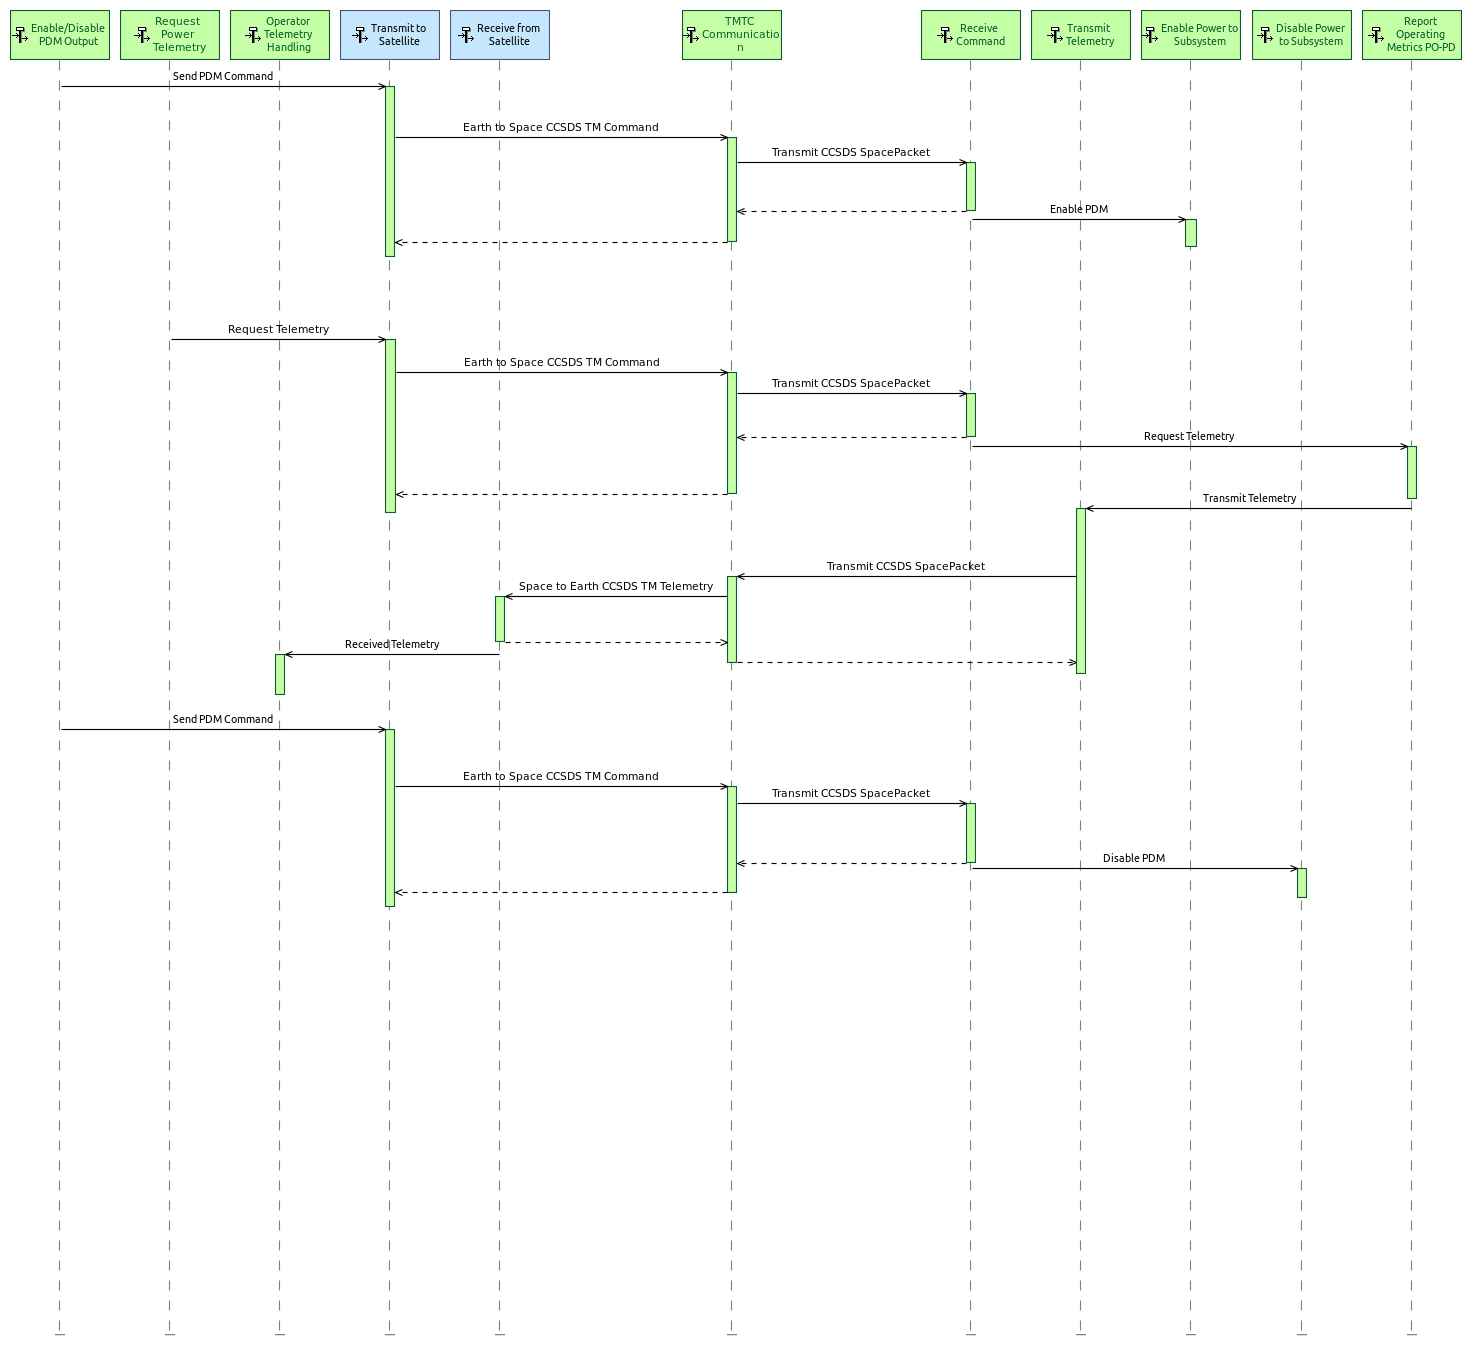 Enable/Disable
PDM Output
Request
Power
Telemetry
Operator
Telemetry
Handling
Transmit to
Satellite
Receive from
Satellite
TMTC
Communicatio
n
Receive
Command
Transmit
Telemetry
Enable Power to
Subsystem
Disable Power
to Subsystem
Report
Operating
Metrics PO-PD
Send PDM Command
Earth to Space CCSDS TM Command
Transmit CCSDS SpacePacket
Enable PDM
Request Telemetry
Earth to Space CCSDS TM Command
Transmit CCSDS SpacePacket
Request Telemetry
Transmit Telemetry
Transmit CCSDS SpacePacket
Space to Earth CCSDS TM Telemetry
Received Telemetry
Send PDM Command
Earth to Space CCSDS TM Command
Transmit CCSDS SpacePacket
Disable PDM